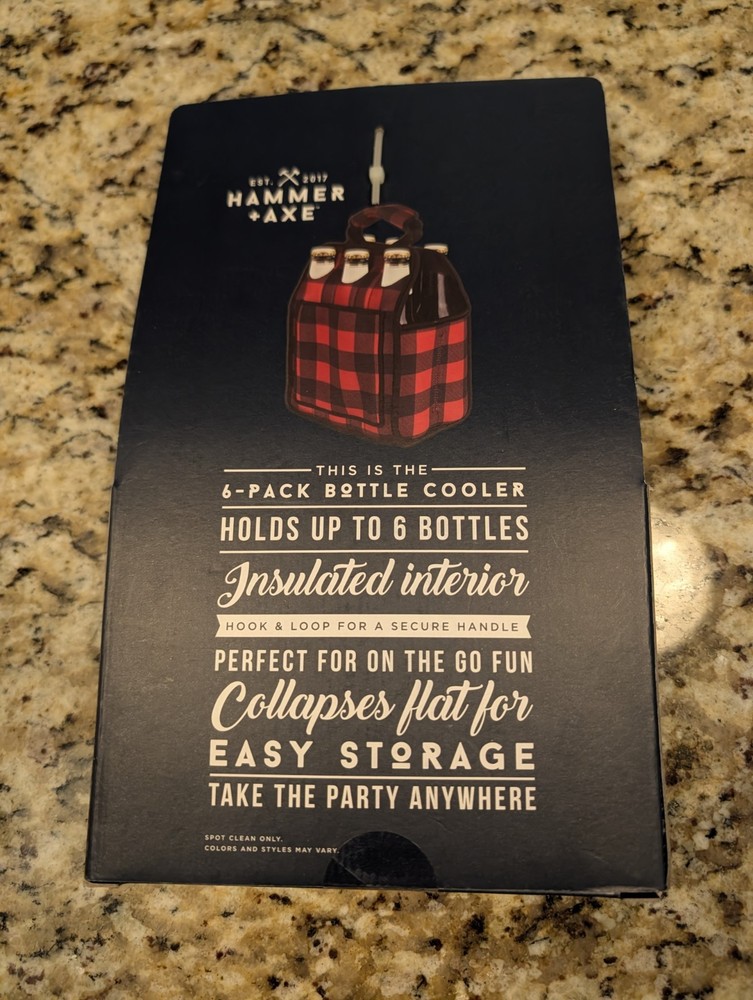 EST. 2017
HAMMER
+AXE
THIS IS THE
6-PACK BOTTLE COOLER
HOLDS UP TO 6 BOTTLES
Insulated interior
HOOK & LOOP FOR A SECURE HANDLE
PERFECT FOR ON THE GO FUN
Collapses flat for
EASY STORAGE
TAKE THE PARTY ANYWHERE
SPOT CLEAN ONLY.
COLORS AND STYLES MAY VARY.